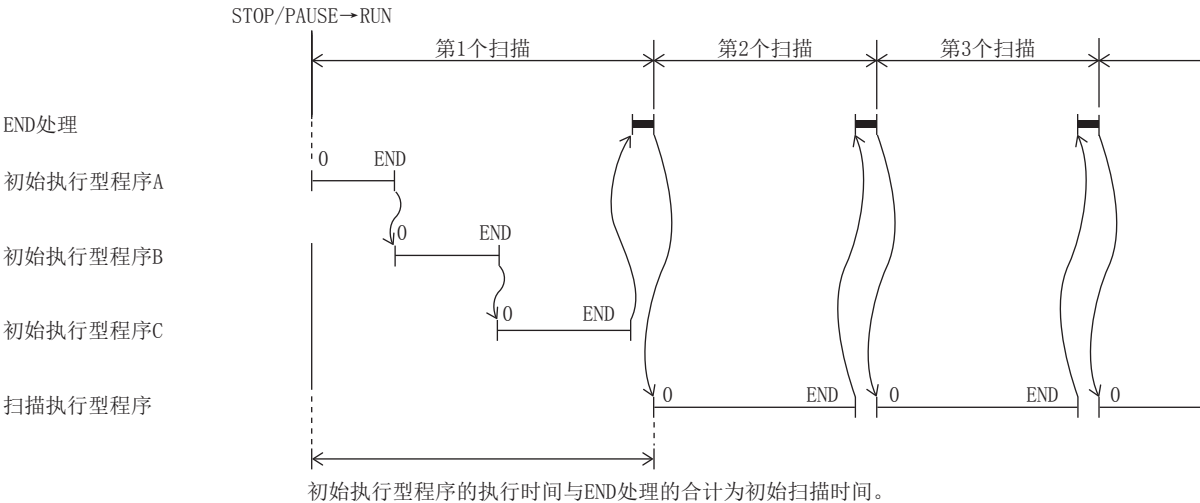 STOP/PAUSE→RUN
第1个扫描 第2个扫描 第3个扫描
END处理
0 END
初始执行型程序A
0 END
初始执行型程序B
0 END
初始执行型程序C
0 END 0 END 0
扫描执行型程序
初始执行型程序的执行时间与END处理的合计为初始扫描时间。